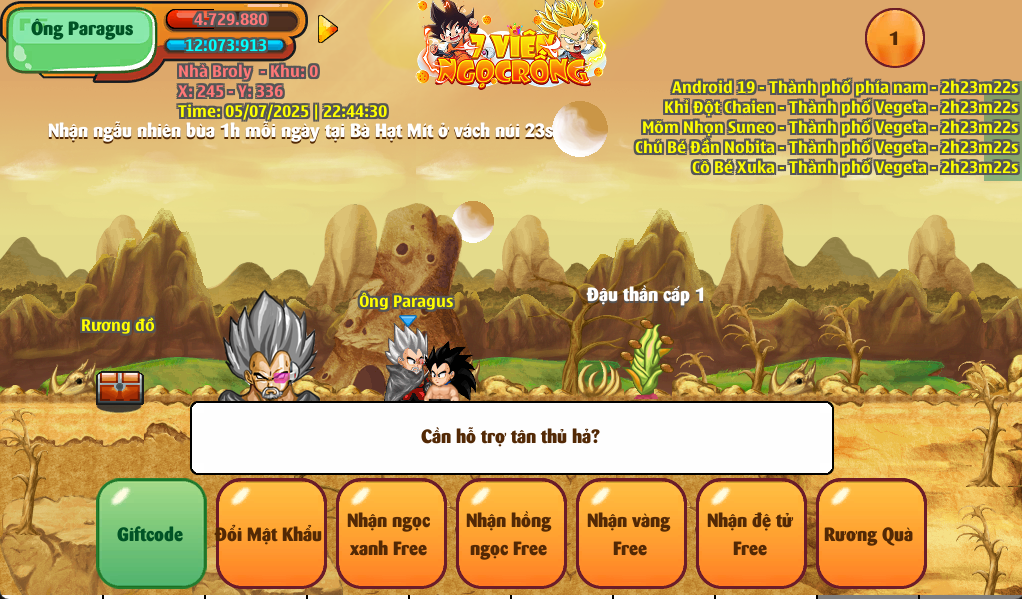 Ông Paragus
4.729.880
12.073.913
Nhà Broly - Khu: 0
X: 245 - Y: 336
Time: 05/07/2025 | 22:44:30
Nhận ngẫu nhiên bùa 1h mỗi ngày tại Bà Hạt Mít ở vách núi 23s
7 VIÊN
NGỌC RỒNG
1
Android 19 - Thành phố phía nam - 2h23m22s
Khỉ Đột Chaien - Thành phố Vegeta - 2h23m22s
Mõm Nhọn Suneo - Thành phố Vegeta - 2h23m22s
Chú Bé Đần Nobita - Thành phố Vegeta - 2h23m22s
Cô Bé Xuka - Thành phố Vegeta - 2h23m22s
Đậu thần cấp 1
Ông Paragus
Rương đồ
Cần hỗ trợ tân thủ hả?
Giftcode
Đổi Mật Khẩu
Nhận ngọc
xanh Free
Nhận hồng
ngọc Free
Nhận vàng
Free
Nhận đệ tử
Free
Rương Quà